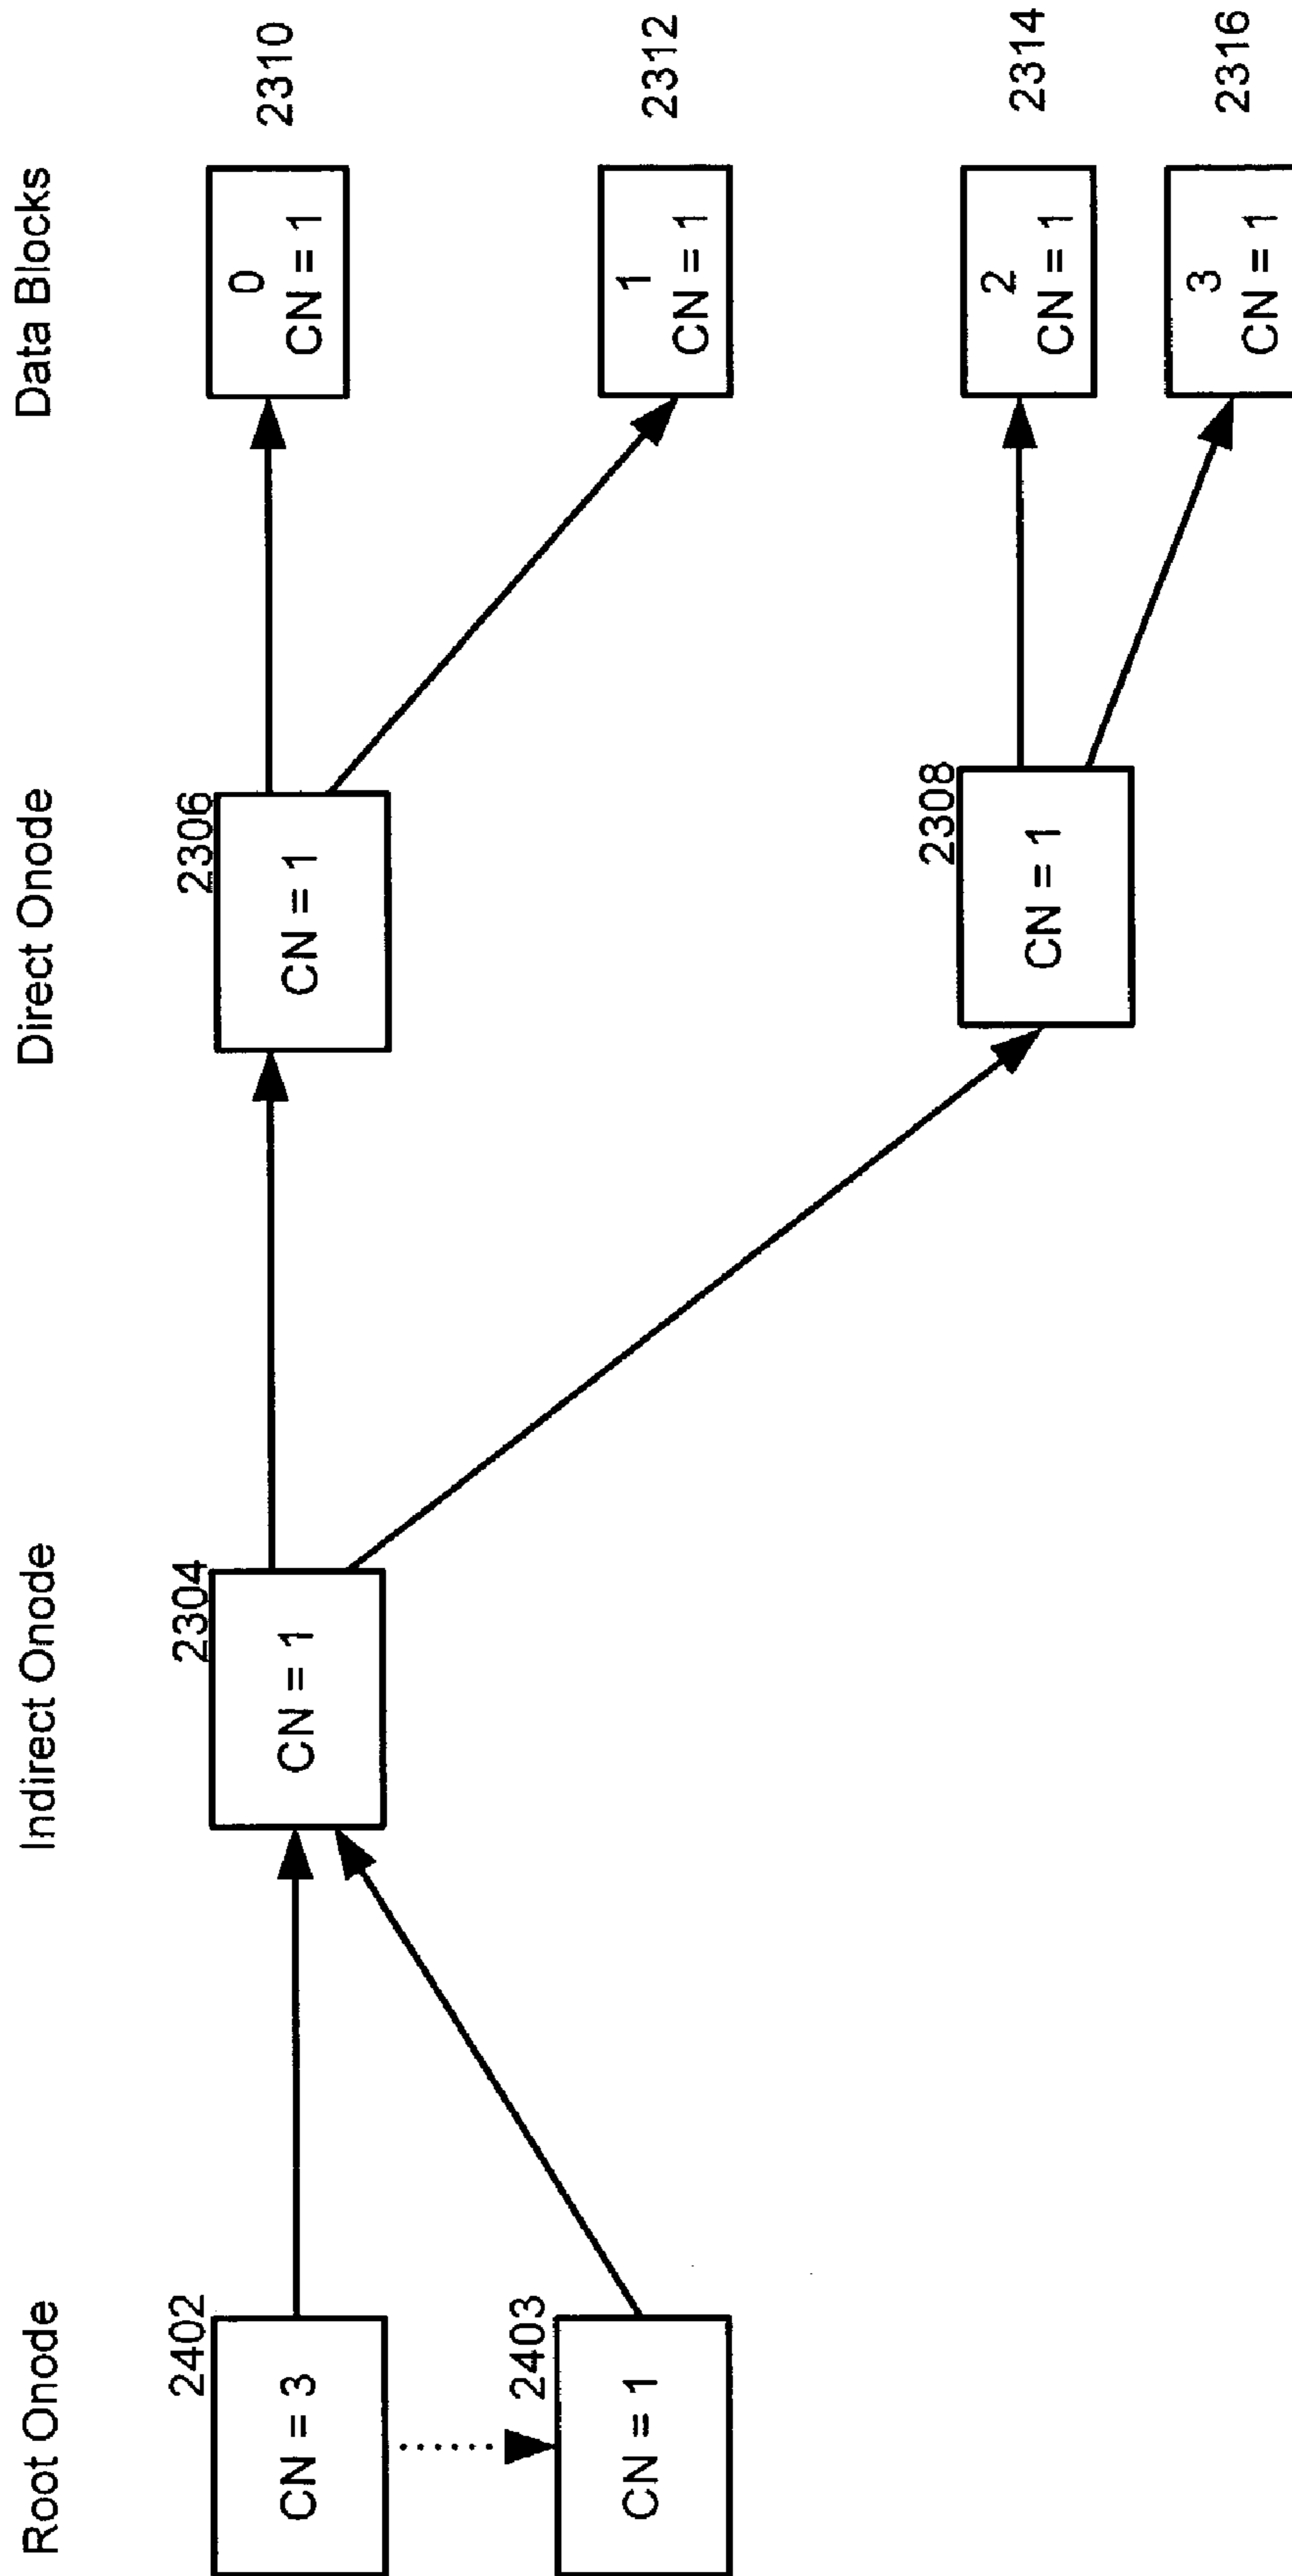 Root Onode
Indirect Onode
Direct Onode
Data Blocks
2402
CN = 3
2304
CN = 1
2306
CN = 1
0
CN = 1
2310
2403
CN = 1
1
CN = 1
2312
2308
CN = 1
2
CN = 1
2314
3
CN = 1
2316